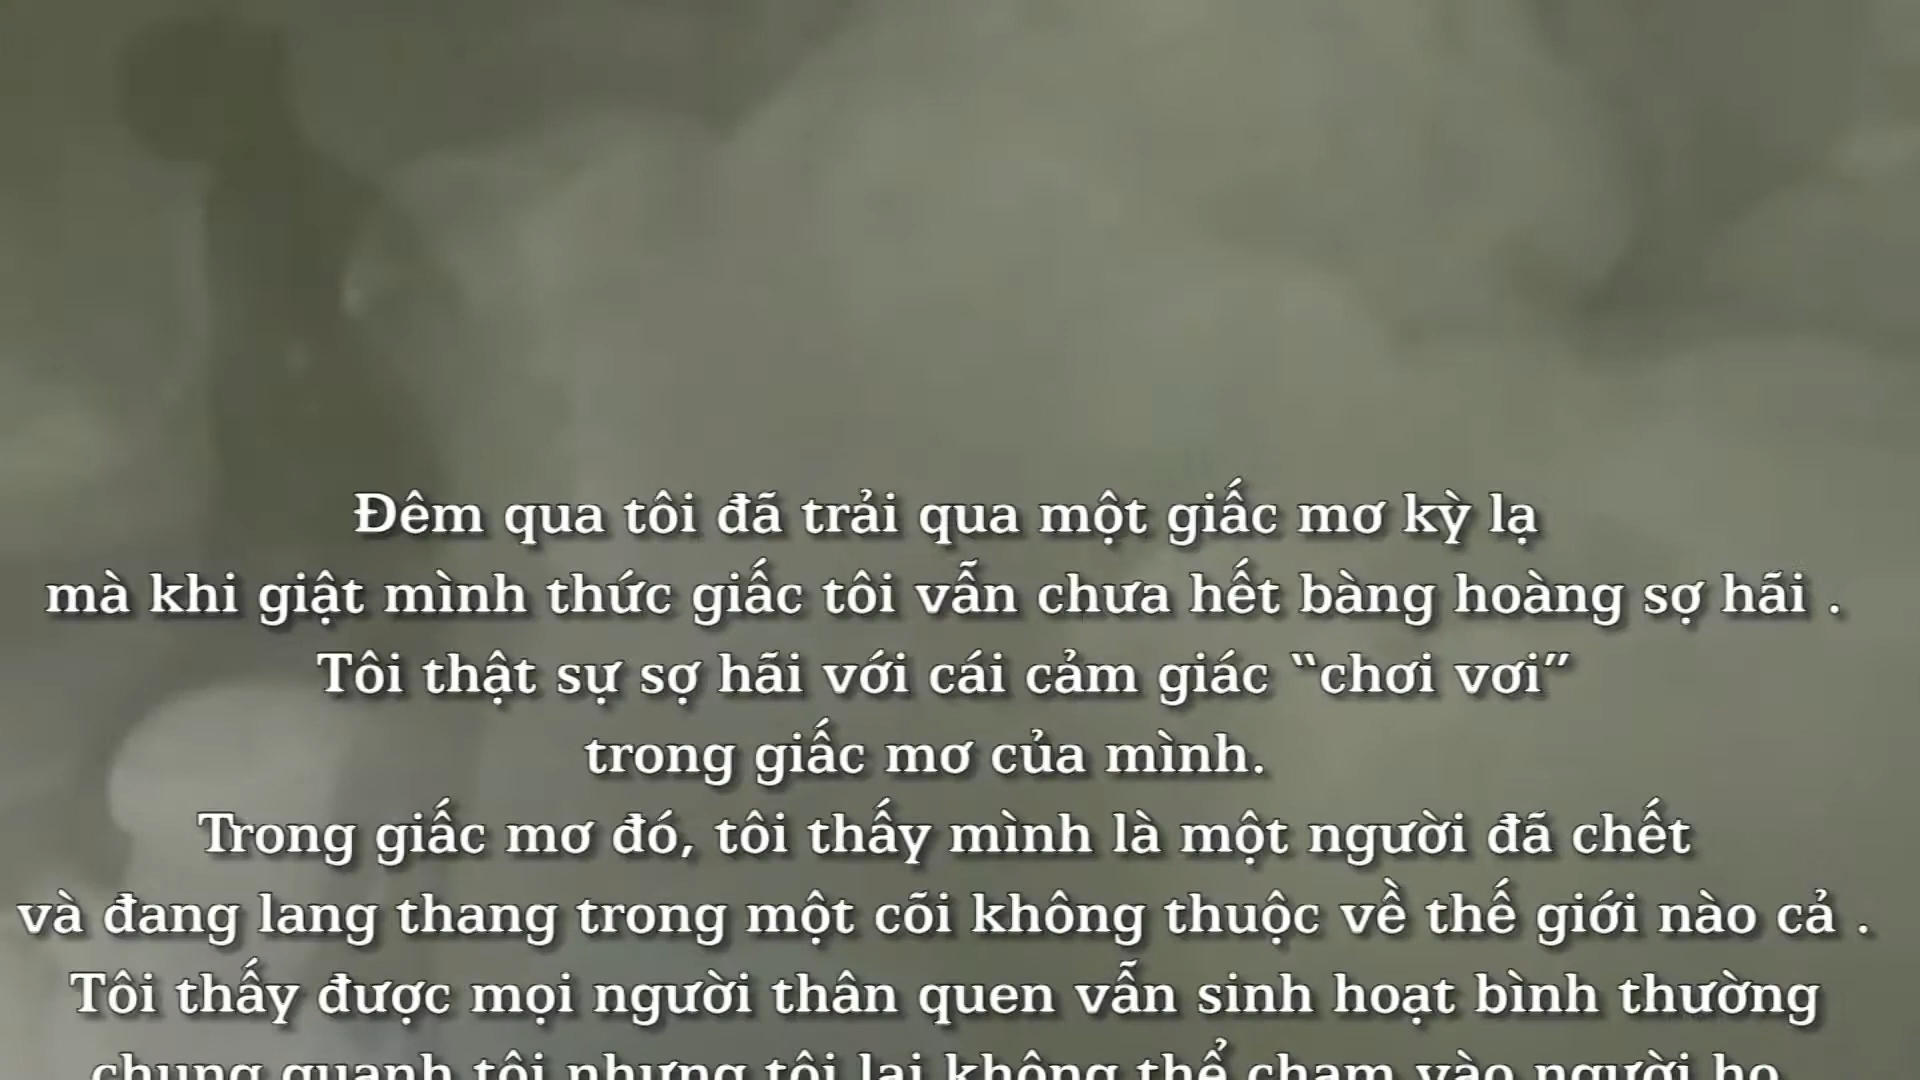 Đêm qua tôi đã trải qua một giấc mơ kỳ lạ
mà khi giật mình thức giấc tôi vẫn chưa hết bàng hoàng sợ hãi .
Tôi thật sự sợ hãi với cái cảm giác “chơi vơi”
trong giấc mơ của mình.
Trong giấc mơ đó, tôi thấy mình là một người đã chết
và đang lang thang trong một cõi không thuộc về thế giới nào cả .
Tôi thấy được mọi người thân quen vẫn sinh hoạt bình thường
chung quanh tôi nhưng tôi lại không thể chạm vào người họ